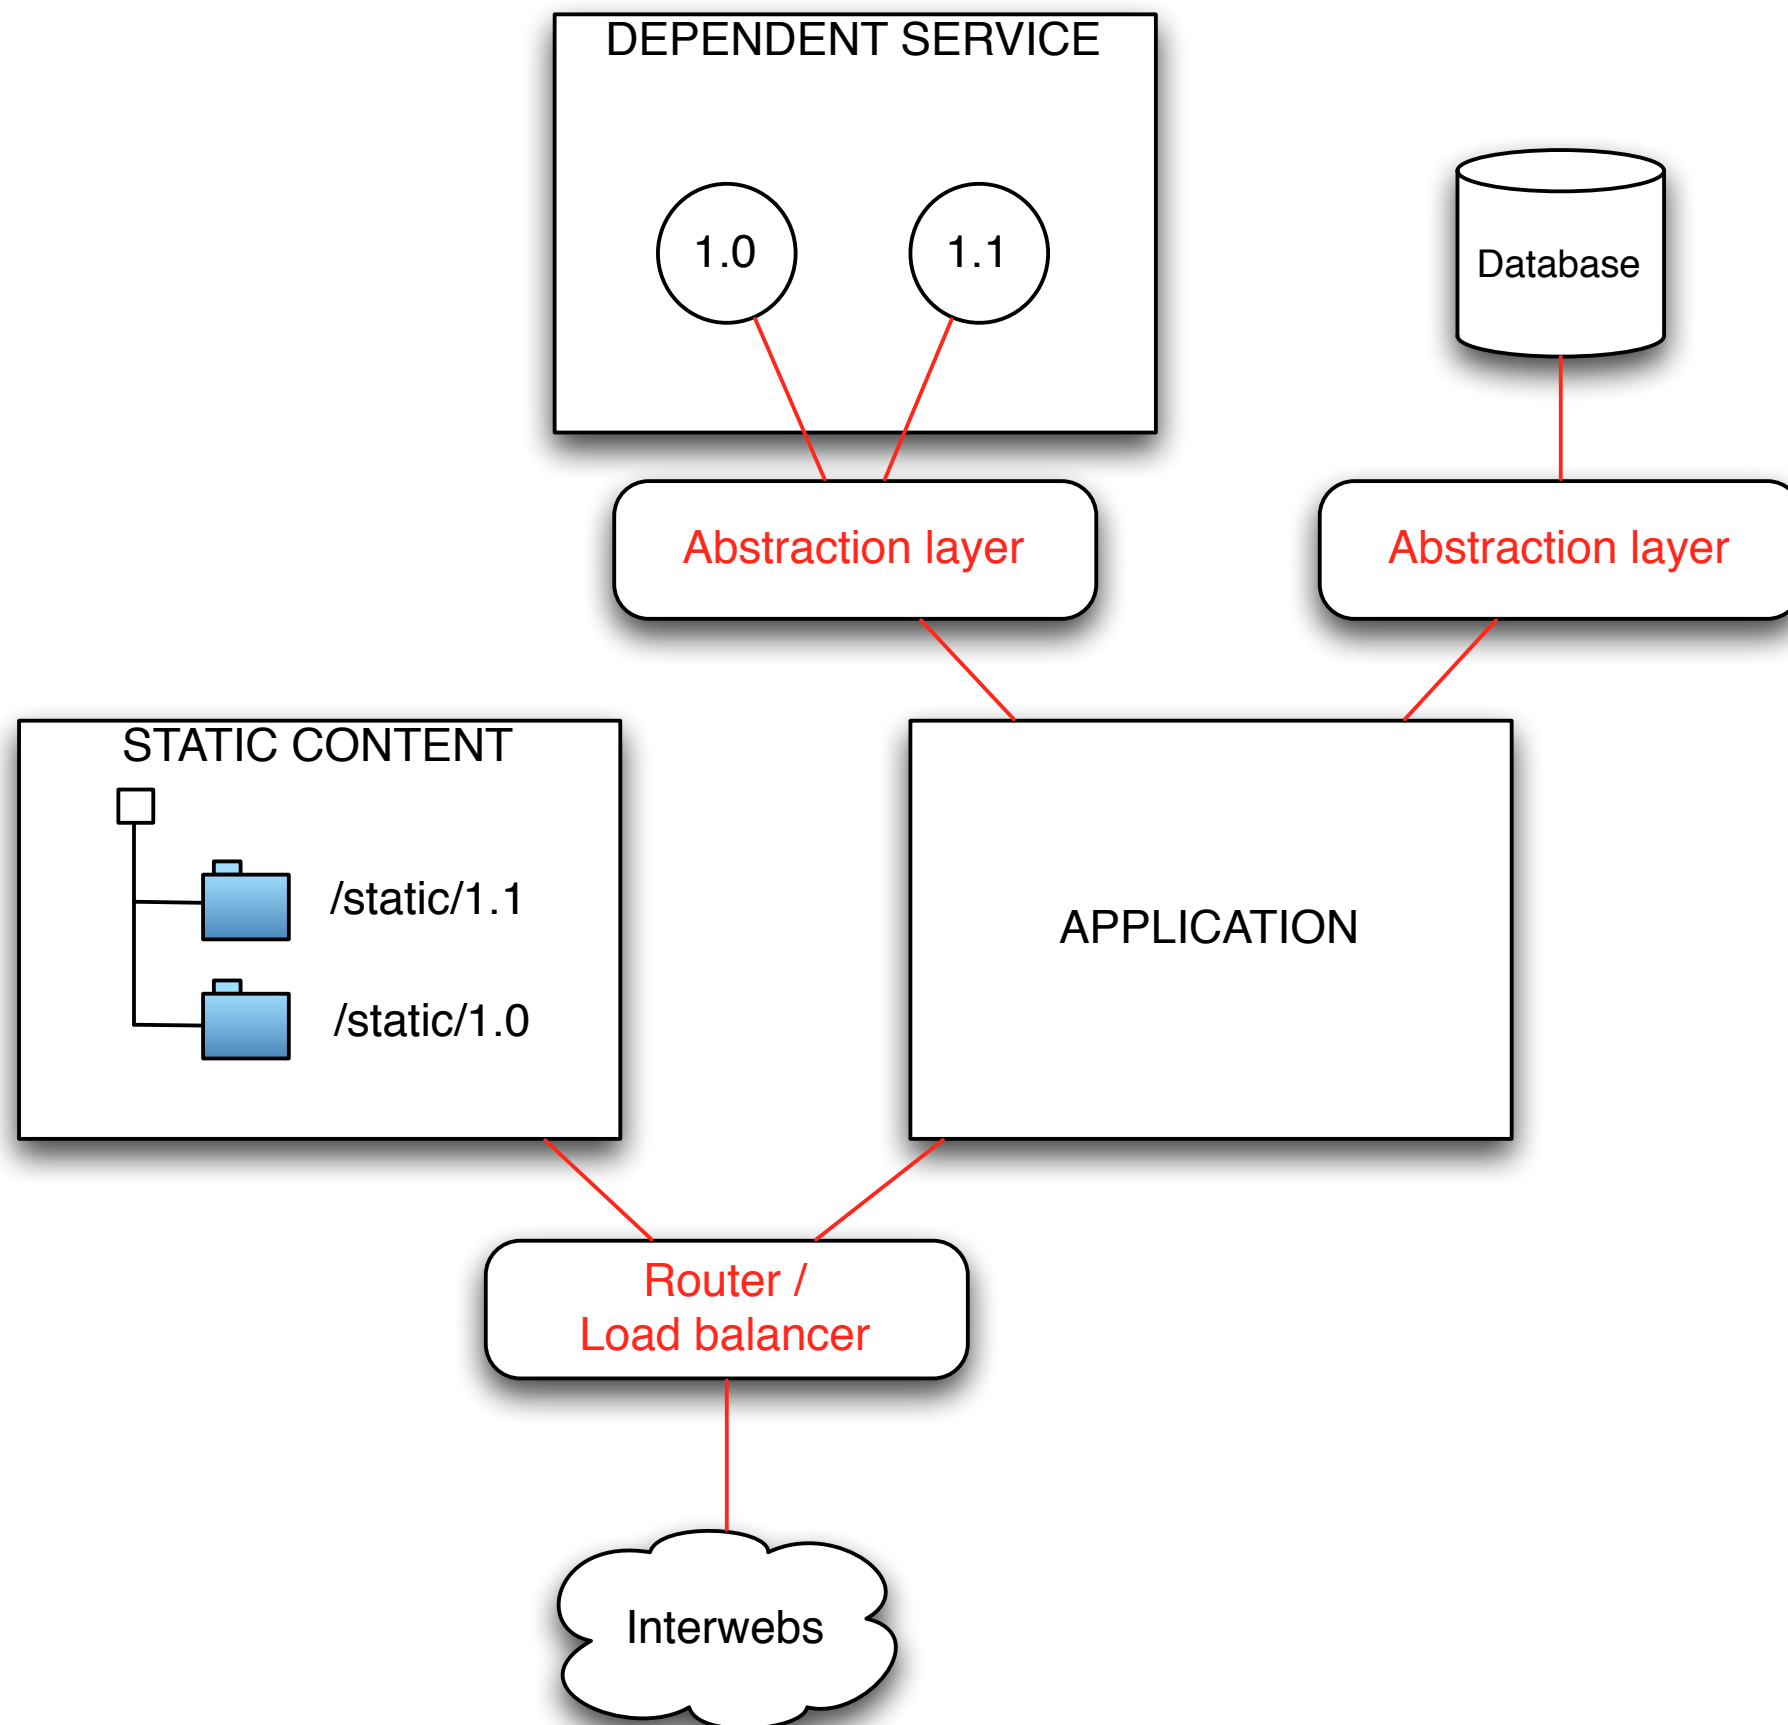 DEPENDENT SERVICE
1.0
1.1
Database
Abstraction layer
Abstraction layer
STATIC CONTENT
/static/1.1
/static/1.0
APPLICATION
Router /
Load balancer
Interwebs